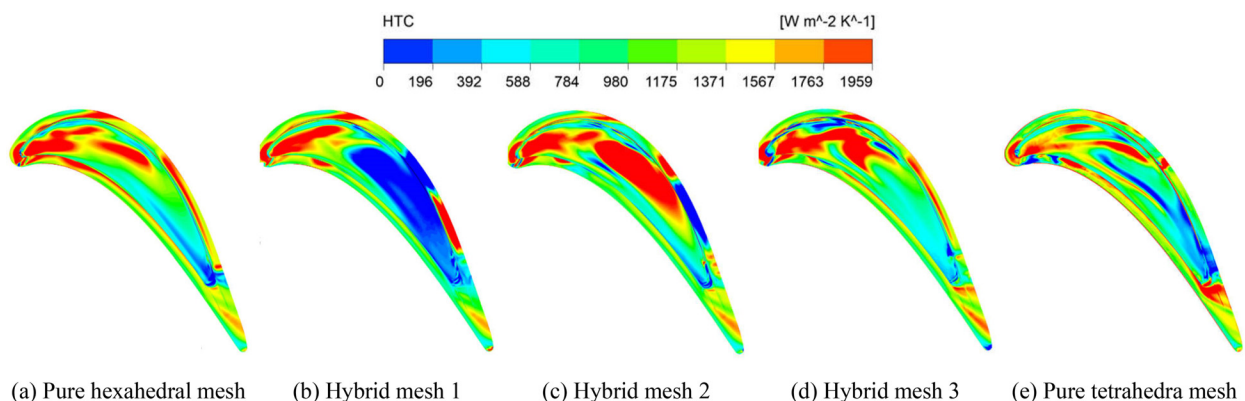 HTC [W m^-2 K^-1]
0 196 392 588 784 980 1175 1371 1567 1763 1959
(a) Pure hexahedral mesh (b) Hybrid mesh 1 (c) Hybrid mesh 2 (d) Hybrid mesh 3 (e) Pure tetrahedra mesh